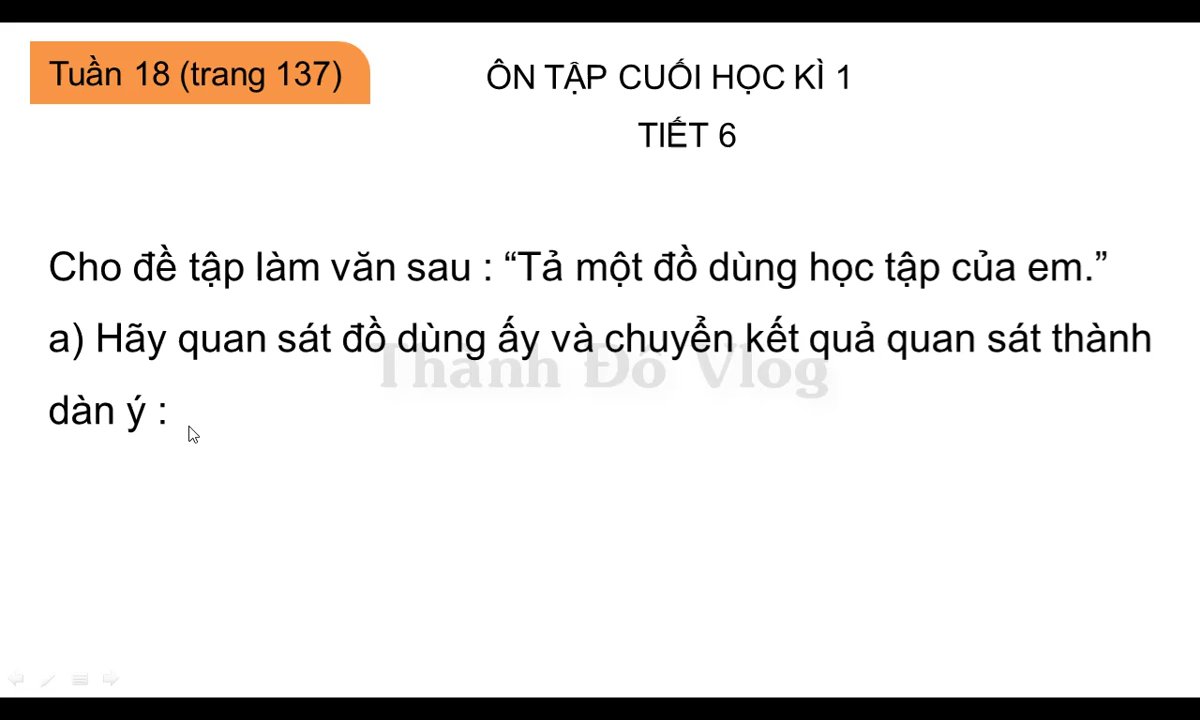 Tuần 18 (trang 137)
ÔN TẬP CUỐI HỌC KÌ 1
TIẾT 6
Cho đề tập làm văn sau : “Tả một đồ dùng học tập của em.”
a) Hãy quan sát đồ dùng ấy và chuyển kết quả quan sát thành
Thanh Đô Vlog
dàn ý :